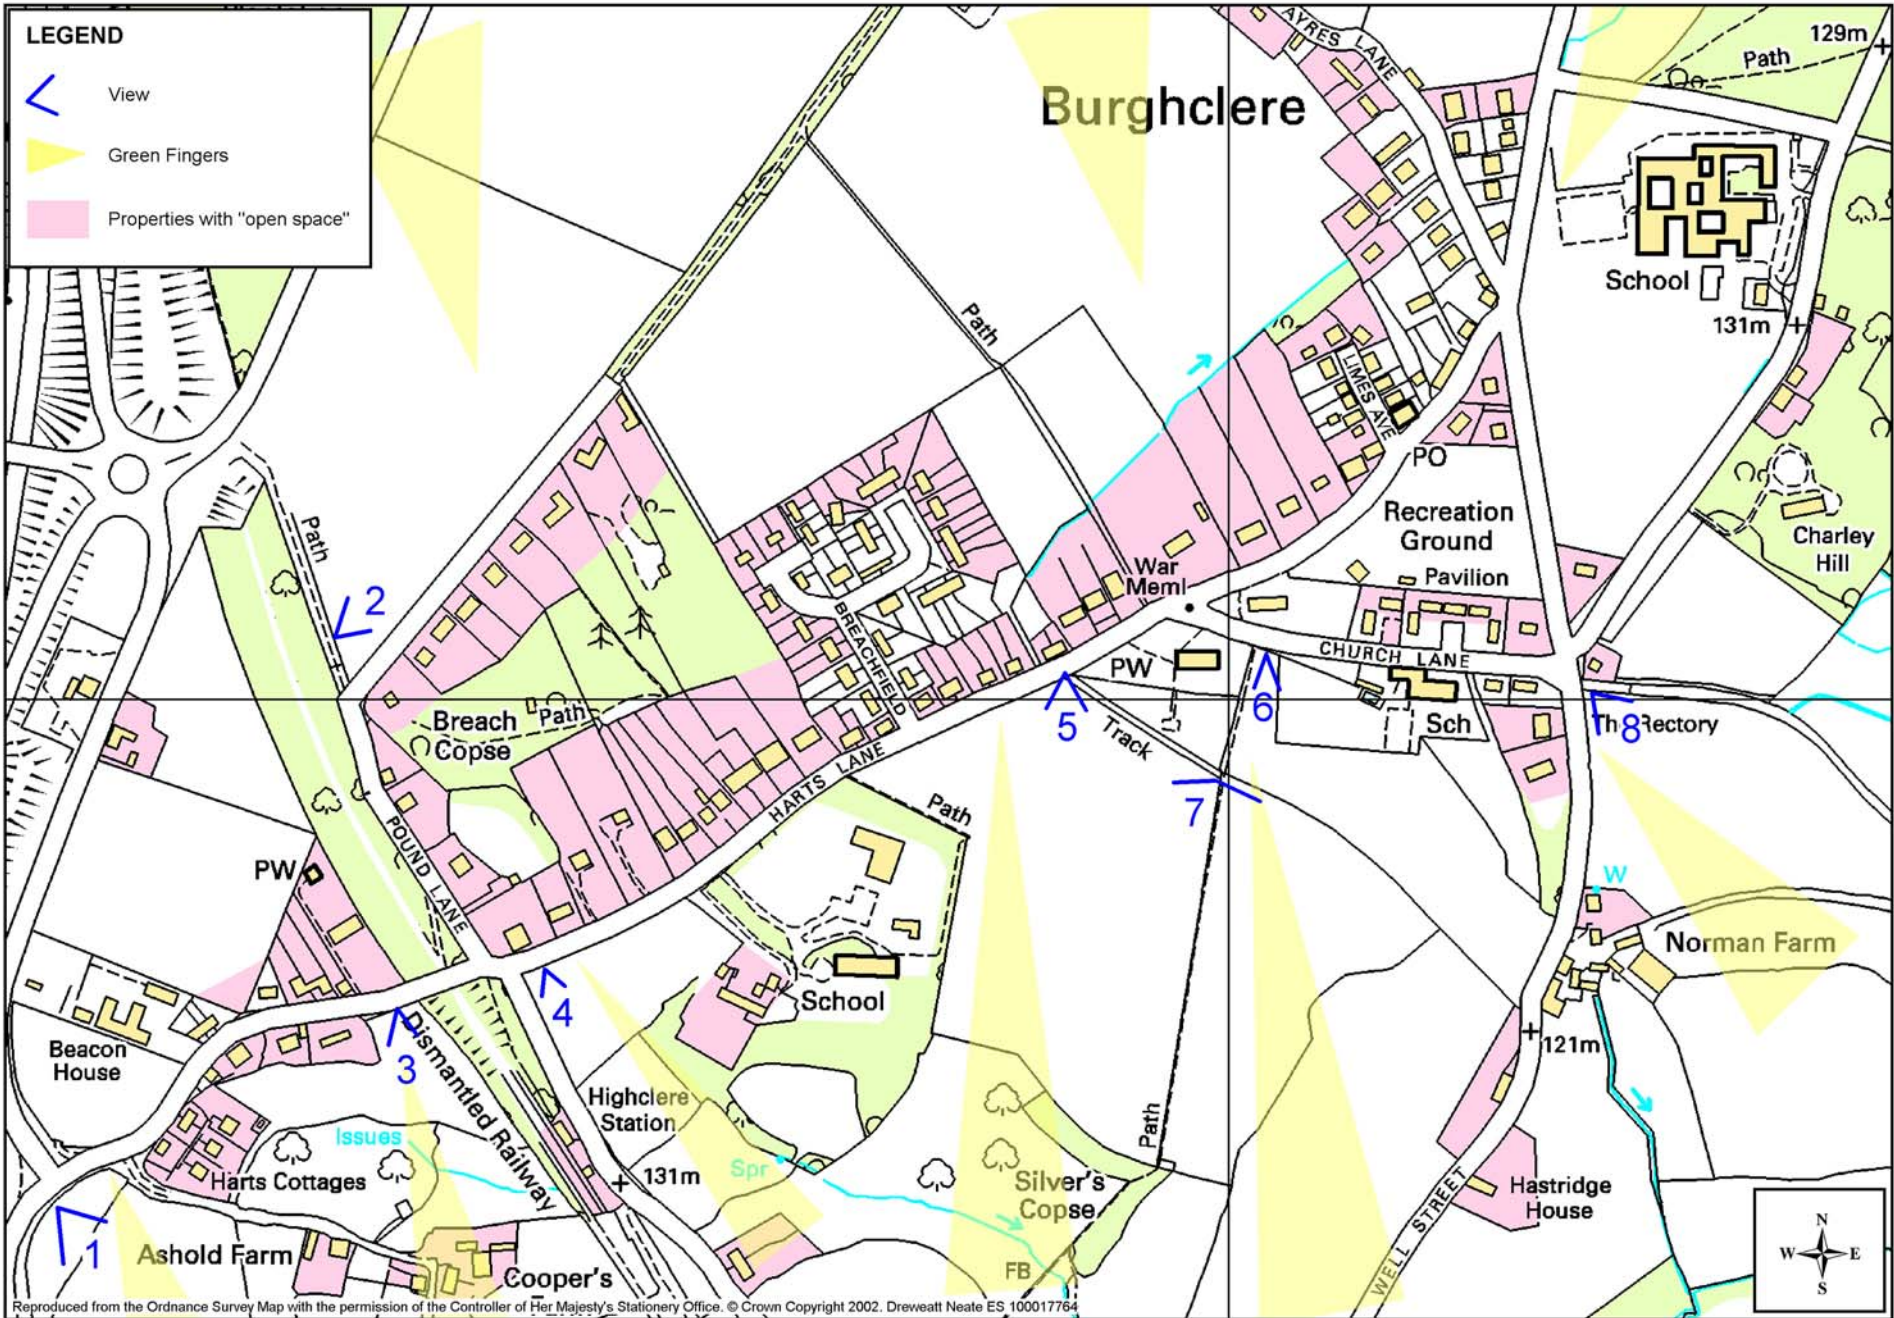 LEGEND
View
Green Fingers
Properties with "open space"
Burghclere
AYRES LANE
129m
Path
School
131m
Path
LIMES AVE
PO
Recreation
Ground
Charley
Hill
Path
2
War
Meml
Pavilion
BREACHFIELD
CHURCH LANE
PW
6
5
Track
Sch
The Rectory
8
Breach
Copse
Path
HARTS LANE
7
Path
POUND LANE
PW
W
Norman Farm
School
4
Beacon
House
3
Dismantled Railway
121m
Highclere
Station
Issues
Path
Harts Cottages
131m
Spr
Silver's
Copse
Hastridge
House
WELL STREET
1
Ashold Farm
Cooper's
FB
N
W E
S
Reproduced from the Ordnance Survey Map with the permission of the Controller of Her Majesty's Stationery Office. © Crown Copyright 2002. Dreweatt Neate ES 100017764